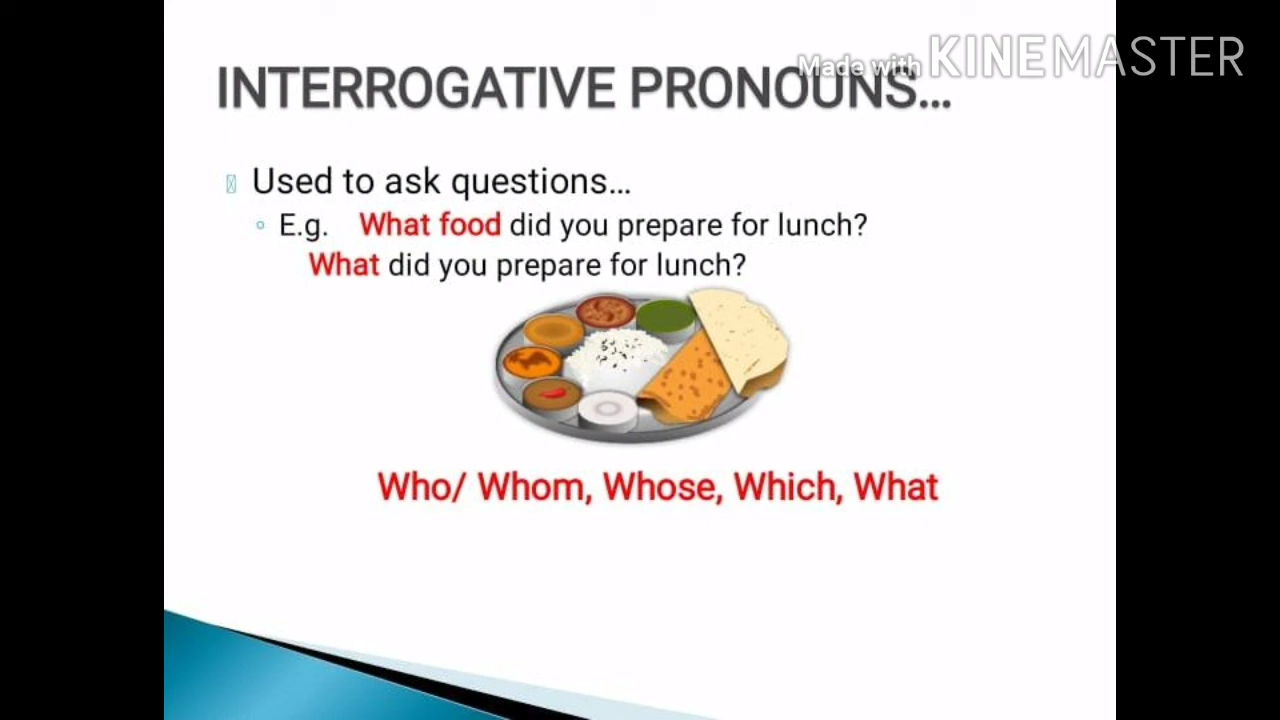 Made with KINEMASTER
INTERROGATIVE PRONOUNS...
Used to ask questions...
E.g. What food did you prepare for lunch?
What did you prepare for lunch?
Who/ Whom, Whose, Which, What